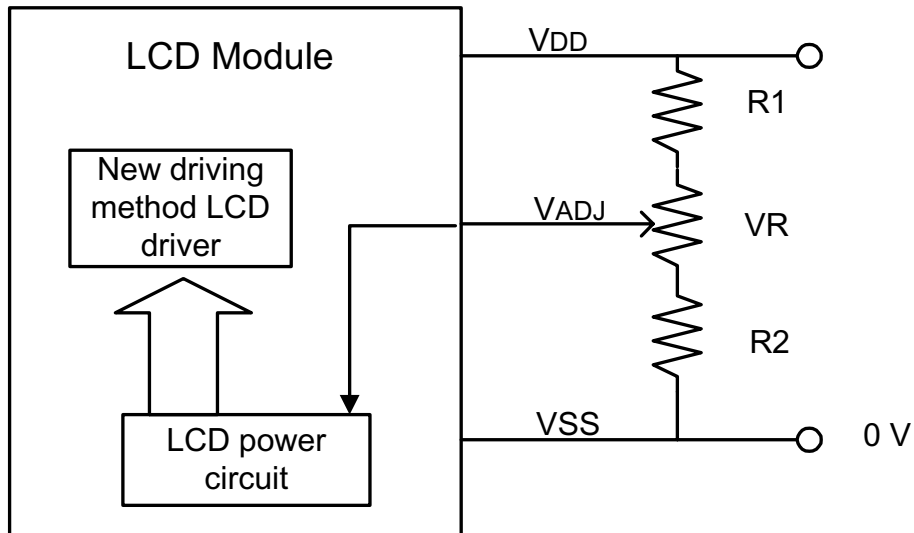 LCD Module
VDD
R1
New driving
method LCD
driver
VADJ
VR
R2
VSS
0 V
LCD power
circuit